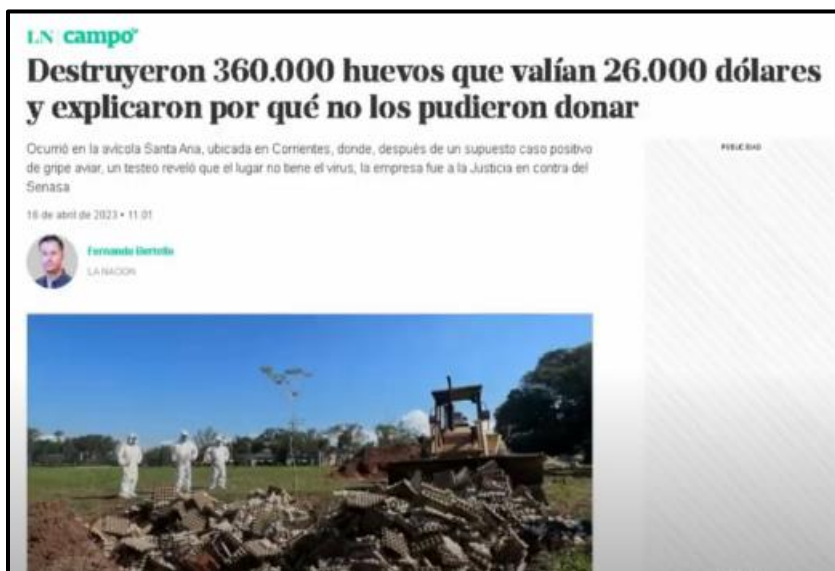 LN campo
Destruyeron 360.000 huevos que valían 26.000 dólares
y explicaron por qué no los pudieron donar
Ocurrió en la avícola Santa Ana, ubicada en Corrientes, donde, después de un supuesto caso positivo
de gripe aviar, un testeo reveló que el lugar no tiene el virus, la empresa fue a la Justicia en contra del
Senasa
PUBLICIDAD
16 de abril de 2023 • 11:01
Fernando Bertello
LA NACION